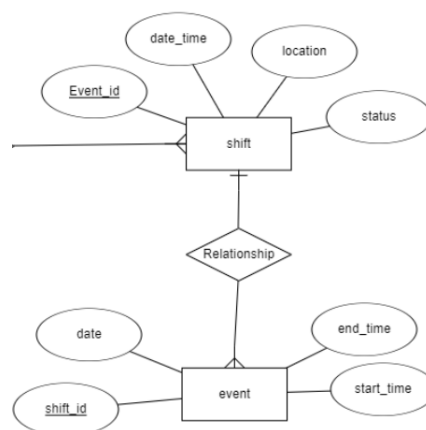 date_time
location
Event_id
status
shift
Relationship
date
end_time
event
start_time
shift_id